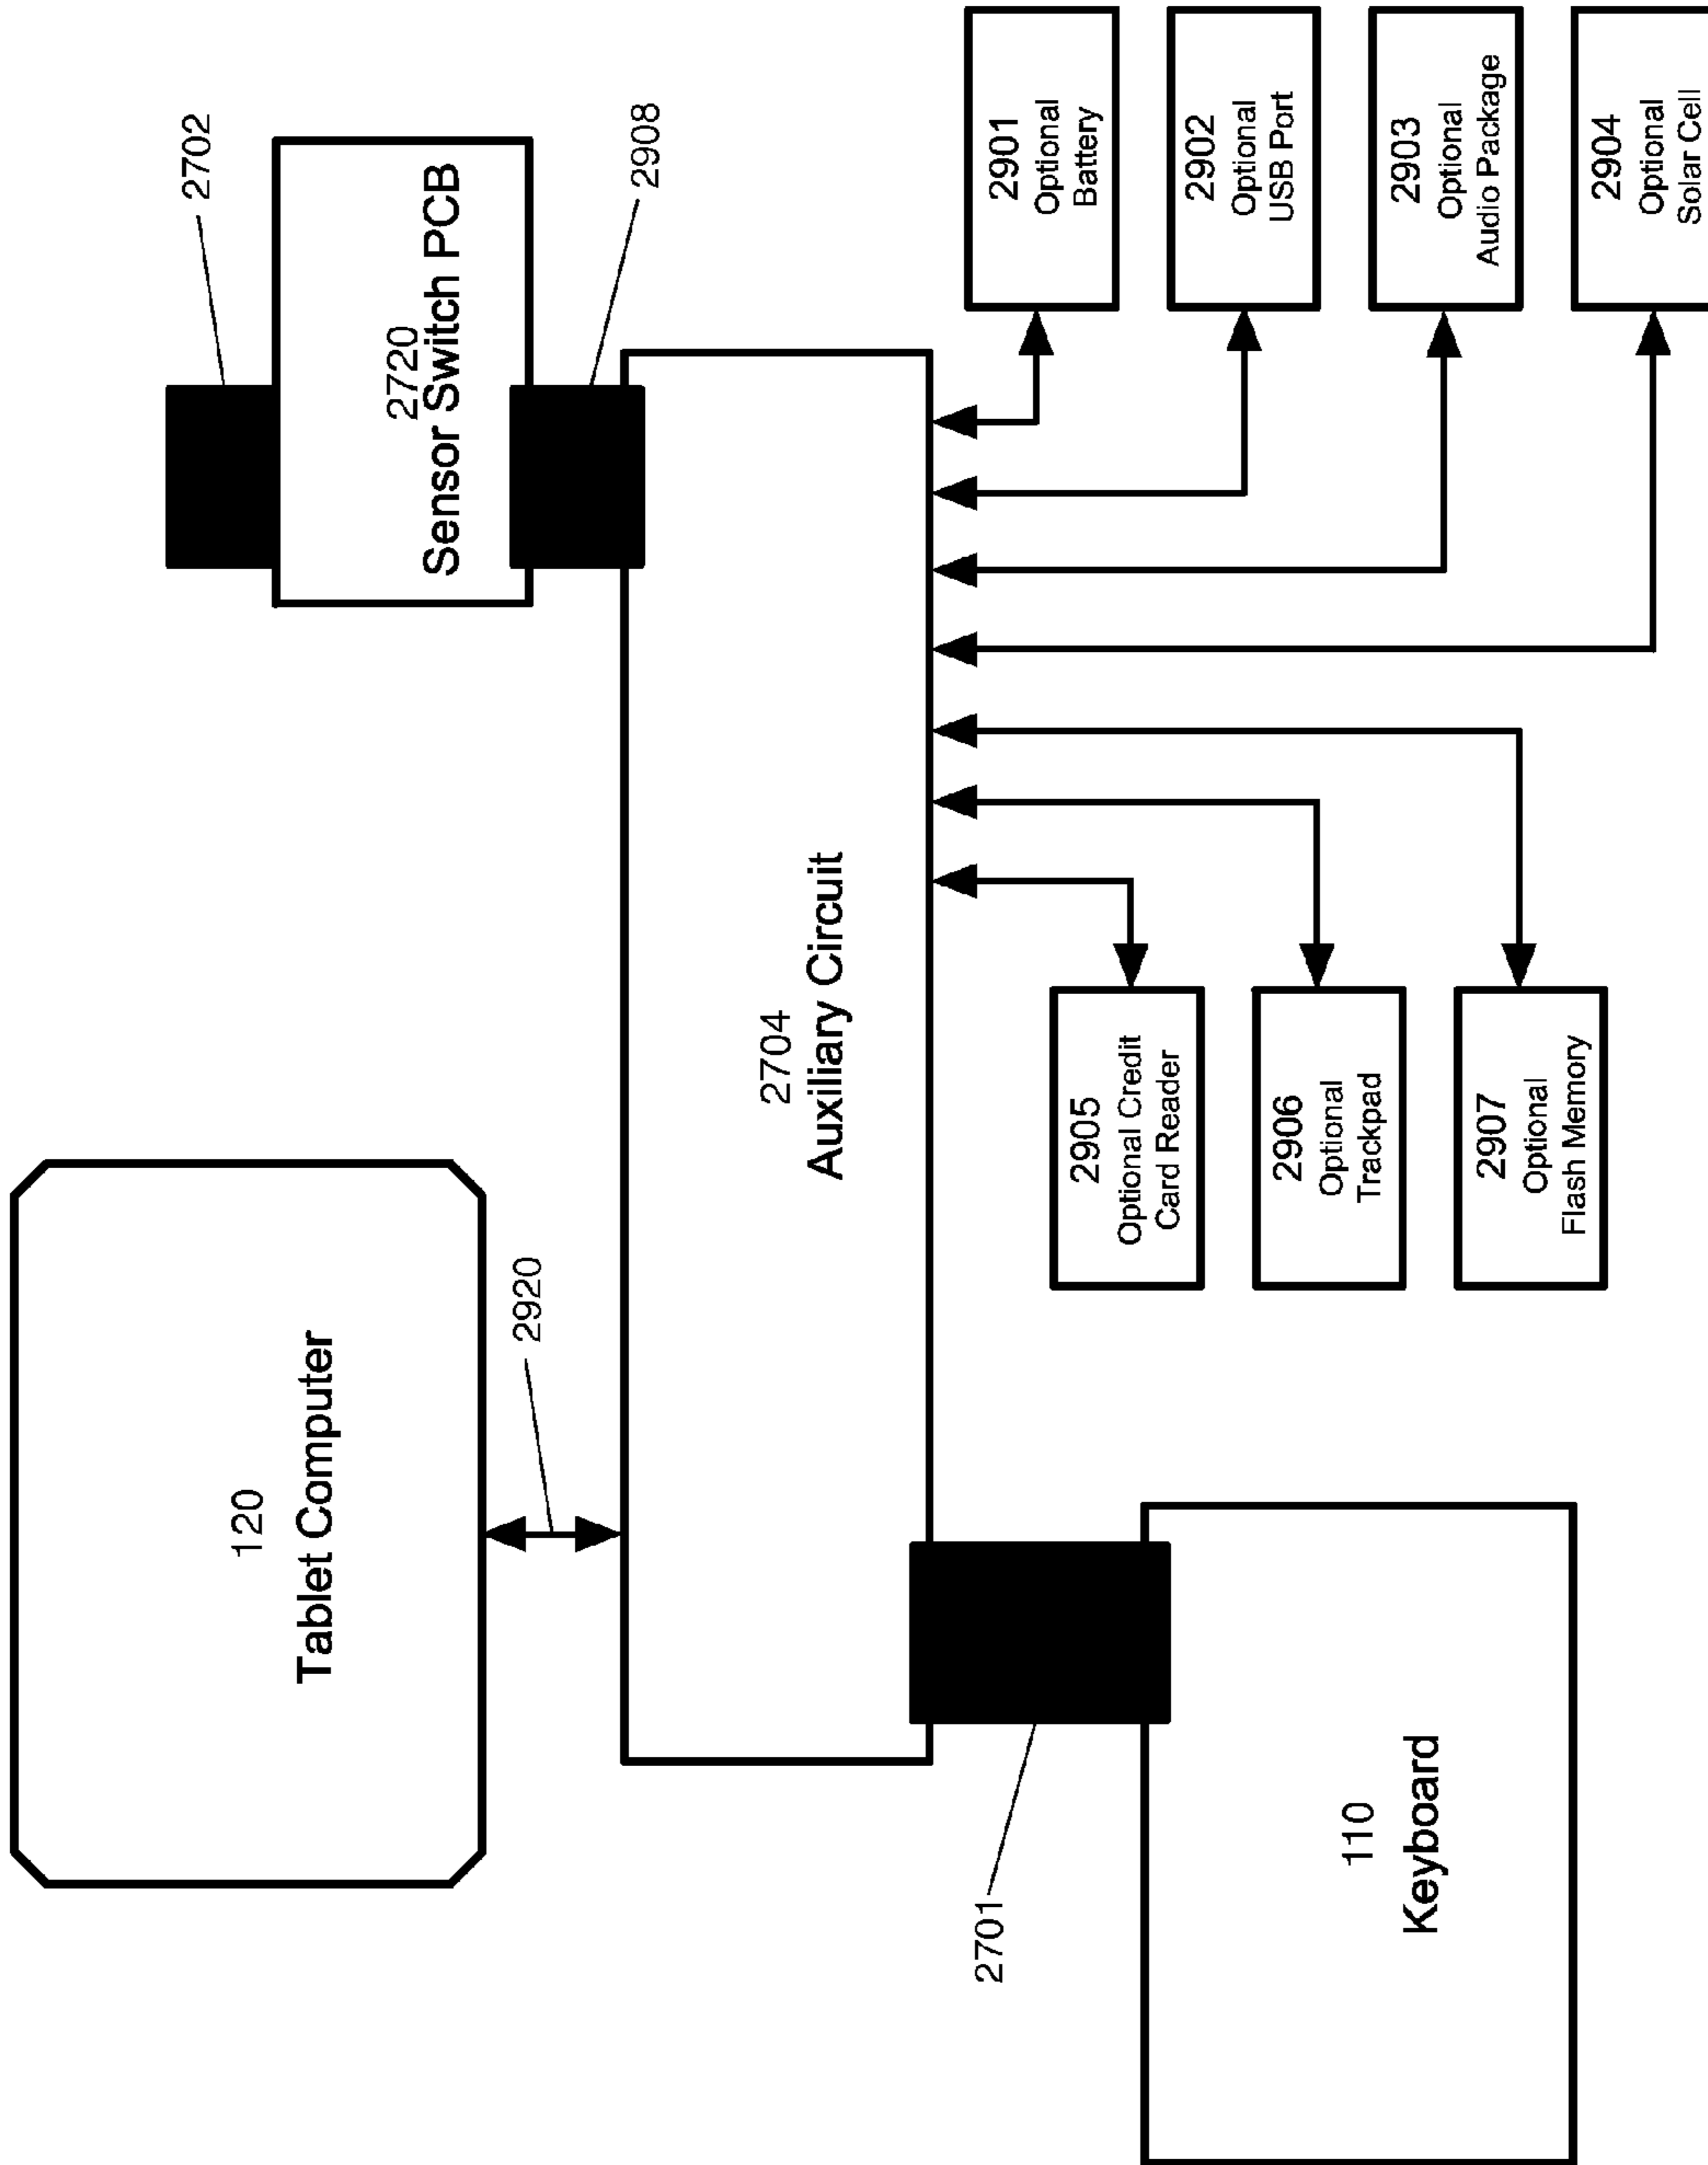 120
Tablet Computer
2920
2702
2720
Sensor Switch PCB
2908
2704
Auxiliary Circuit
2701
110
Keyboard
2905
Optional Credit
Card Reader
2906
Optional
Trackpad
2907
Optional
Flash Memory
2901
Optional
Battery
2902
Optional
USB Port
2903
Optional
Audio Package
2904
Optional
Solar Cell